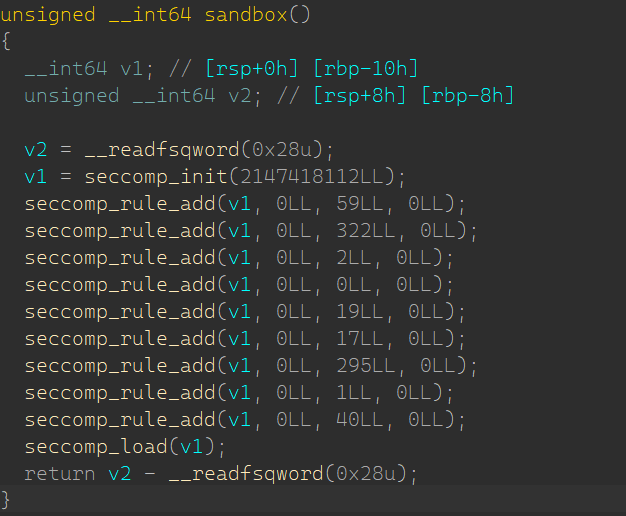 unsigned __int64 sandbox()
{
  __int64 v1; // [rsp+0h] [rbp-10h]
  unsigned __int64 v2; // [rsp+8h] [rbp-8h]

  v2 = __readfsqword(0x28u);
  v1 = seccomp_init(2147418112LL);
  seccomp_rule_add(v1, 0LL, 59LL, 0LL);
  seccomp_rule_add(v1, 0LL, 322LL, 0LL);
  seccomp_rule_add(v1, 0LL, 2LL, 0LL);
  seccomp_rule_add(v1, 0LL, 0LL, 0LL);
  seccomp_rule_add(v1, 0LL, 19LL, 0LL);
  seccomp_rule_add(v1, 0LL, 17LL, 0LL);
  seccomp_rule_add(v1, 0LL, 295LL, 0LL);
  seccomp_rule_add(v1, 0LL, 1LL, 0LL);
  seccomp_rule_add(v1, 0LL, 40LL, 0LL);
  seccomp_load(v1);
  return v2 - __readfsqword(0x28u);
}